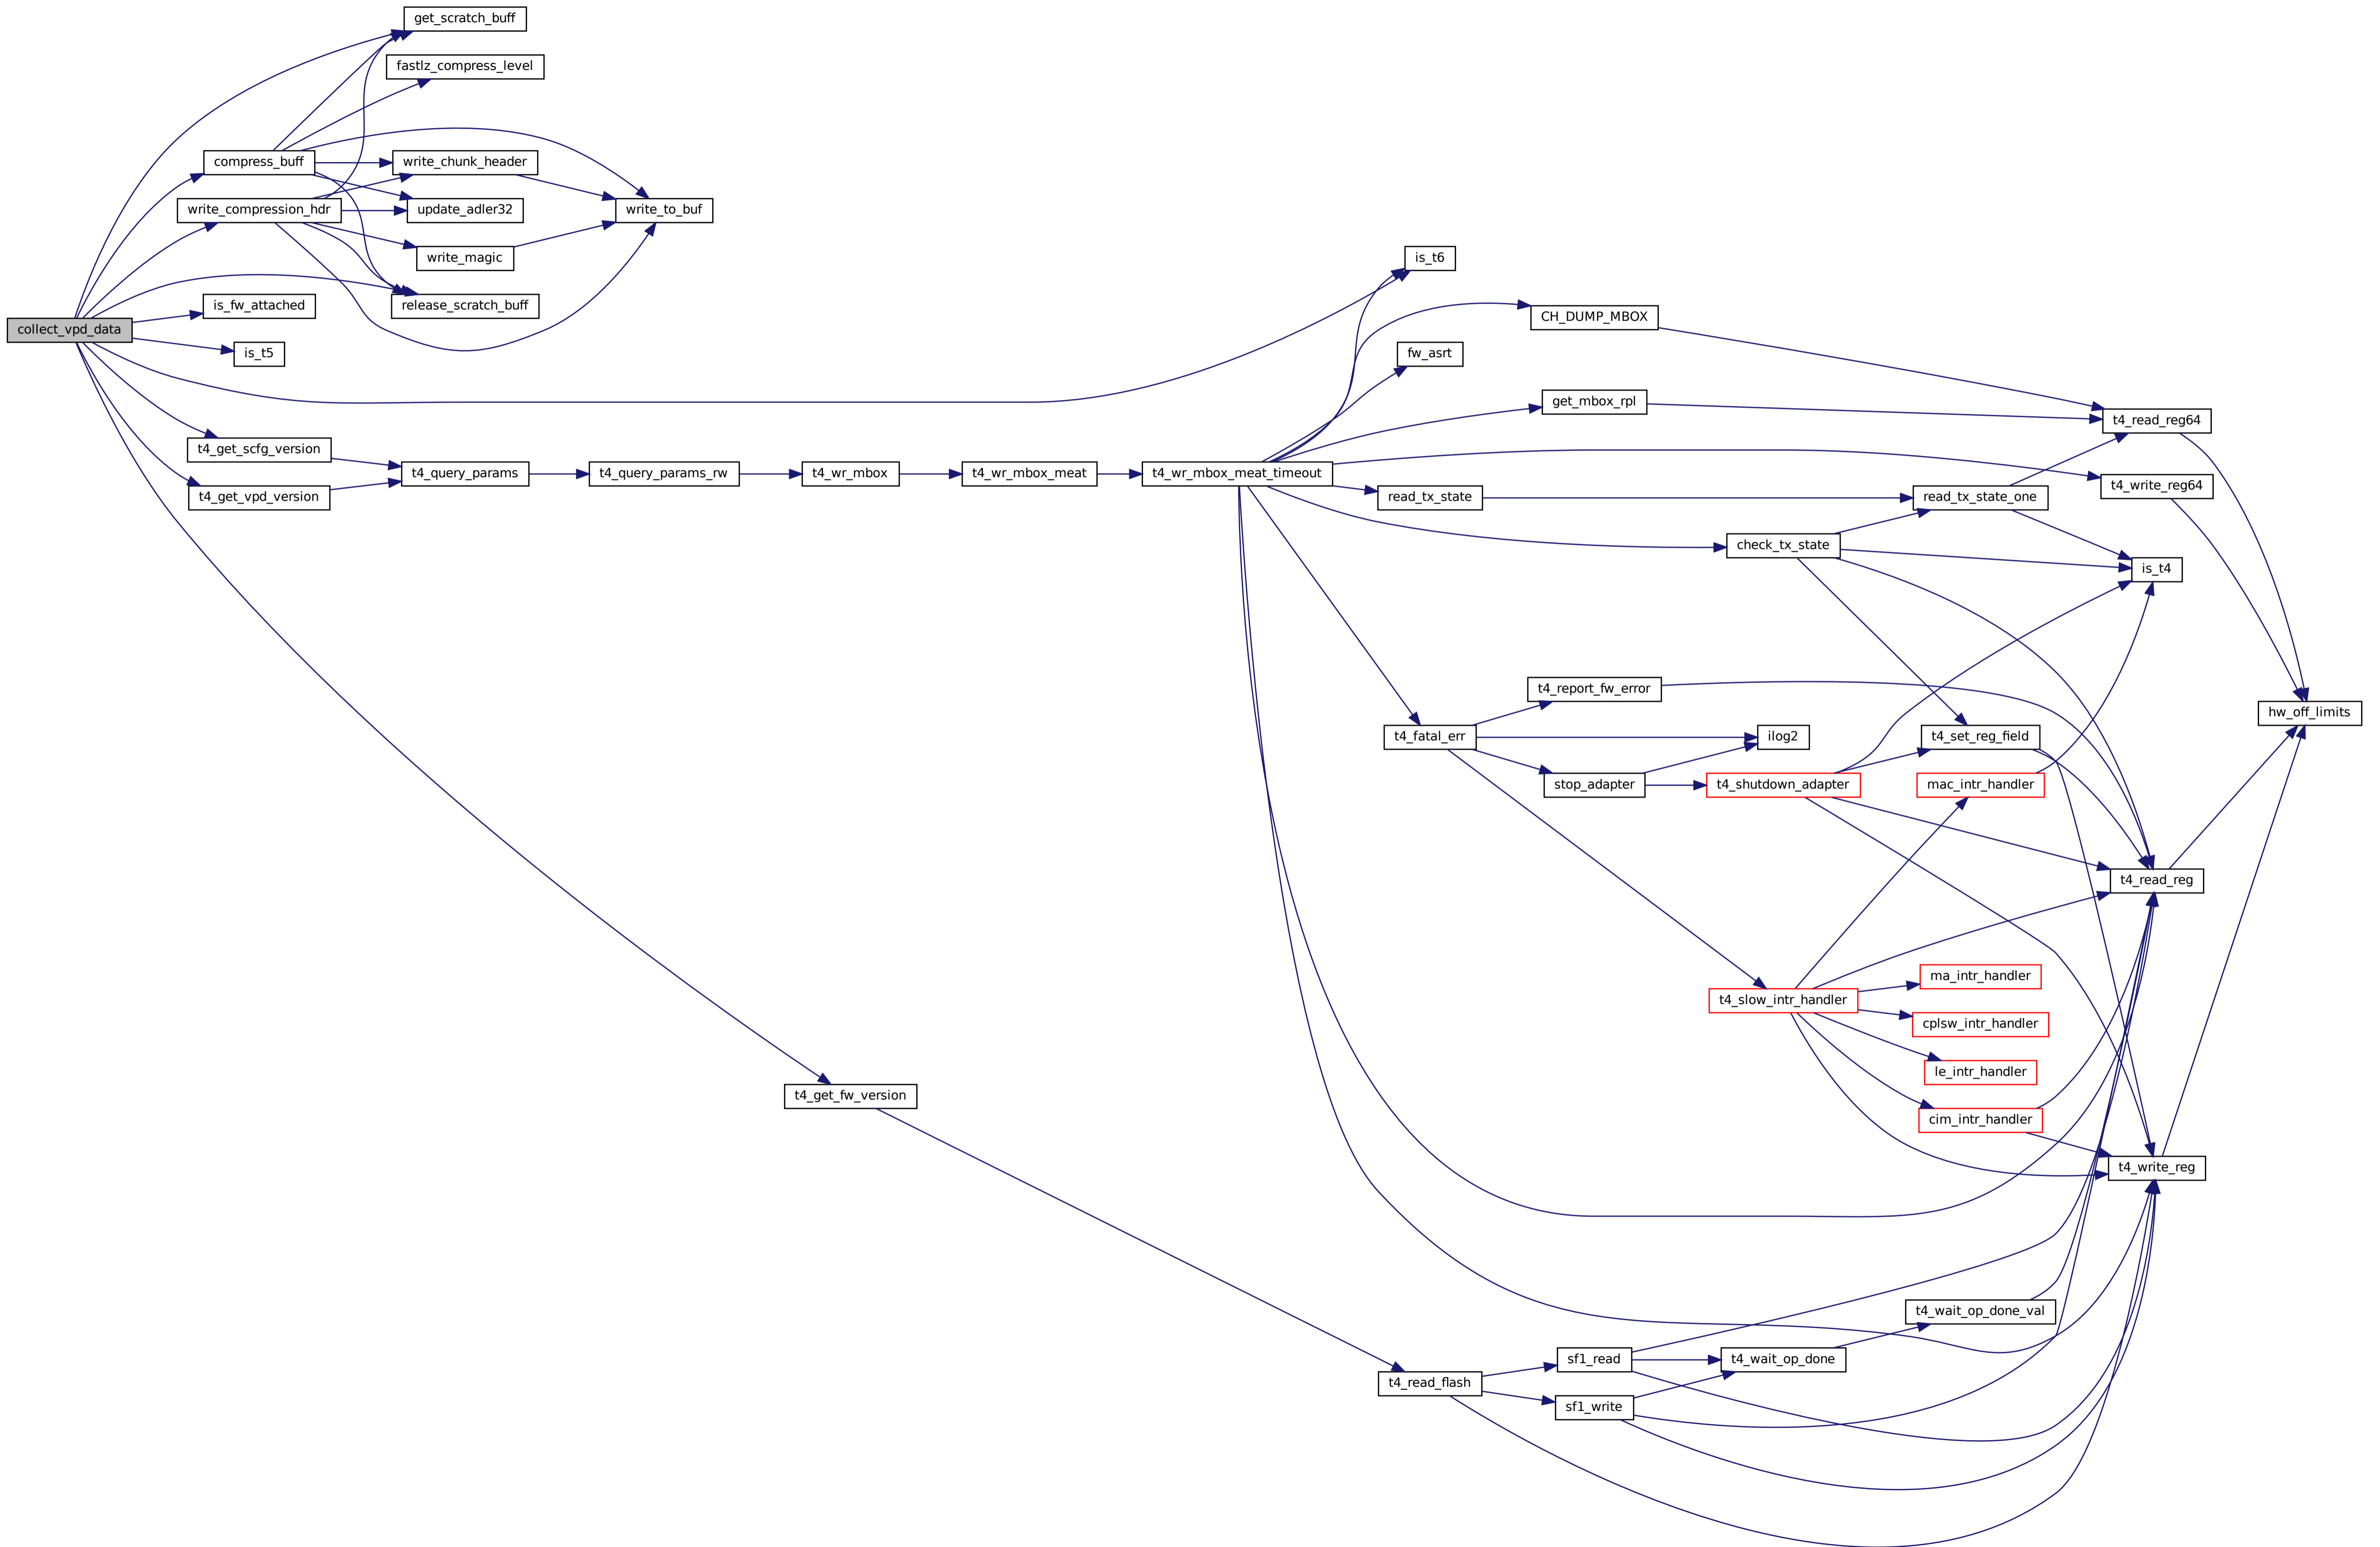 get_scratch_buff
fastlz_compress_level
compress_buff
write_chunk_header
write_compression_hdr
update_adler32
write_to_buf
write_magic
is_t6
is_fw_attached
release_scratch_buff
CH_DUMP_MBOX
collect_vpd_data
is_t5
fw_asrt
get_mbox_rpl
t4_read_reg64
t4_get_scfg_version
t4_query_params
t4_query_params_rw
t4_wr_mbox
t4_wr_mbox_meat
t4_wr_mbox_meat_timeout
t4_write_reg64
t4_get_vpd_version
read_tx_state
read_tx_state_one
check_tx_state
is_t4
t4_report_fw_error
hw_off_limits
t4_fatal_err
ilog2
t4_set_reg_field
stop_adapter
t4_shutdown_adapter
mac_intr_handler
t4_read_reg
ma_intr_handler
t4_slow_intr_handler
cplsw_intr_handler
le_intr_handler
t4_get_fw_version
cim_intr_handler
t4_write_reg
t4_wait_op_done_val
sf1_read
t4_wait_op_done
t4_read_flash
sf1_write